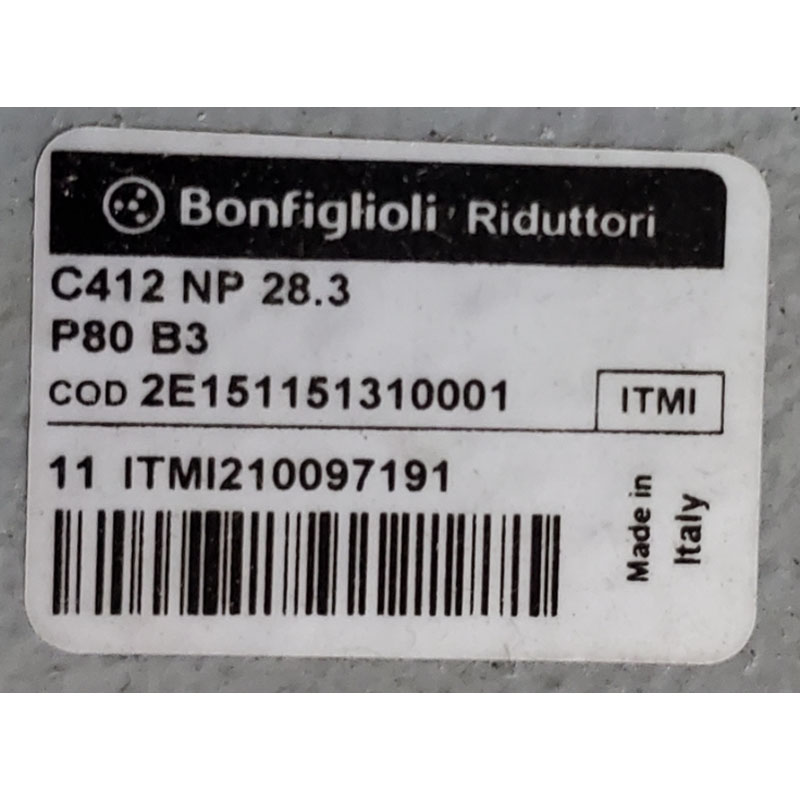 Bonfiglioli Riduttori
C412 NP 28.3
P80 B3
COD 2E151151310001
ITMI
11 ITMI210097191
Made in
Italy